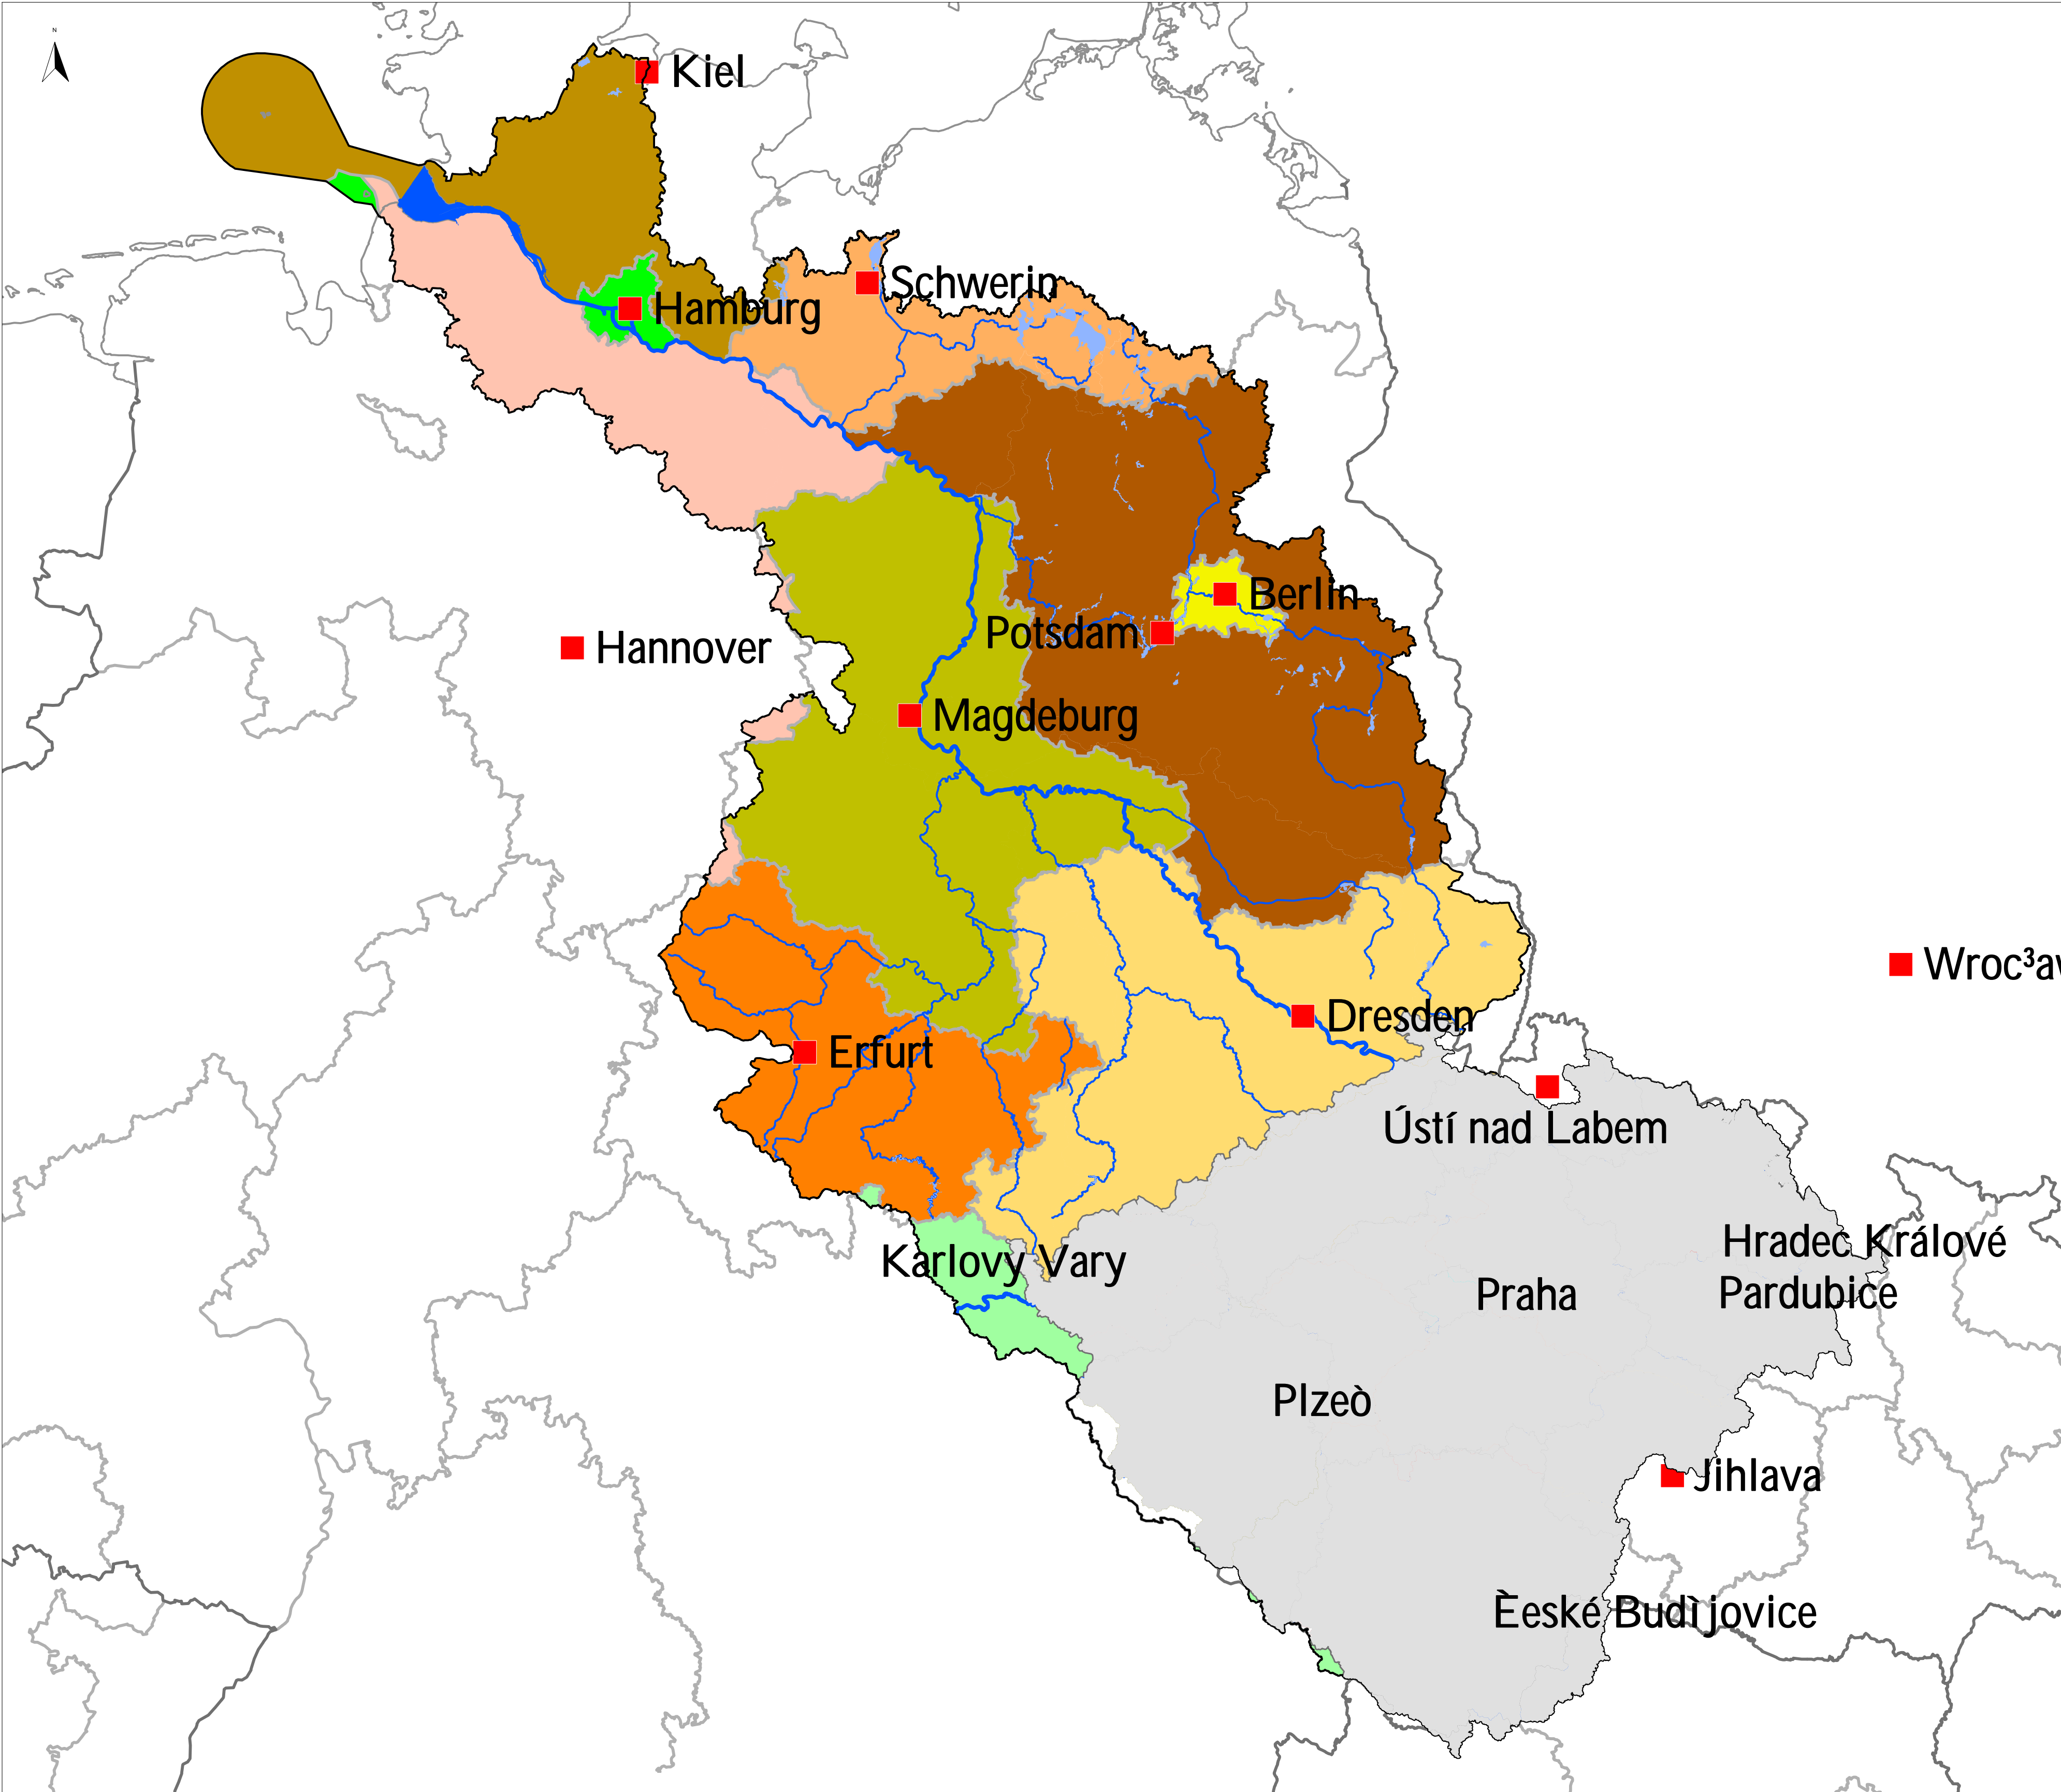 N
Kiel
Schwerin
Hamburg
Berlin
Potsdam
Hannover
Magdeburg
Wroc³aw
Dresden
Erfurt
Ústí nad Labem
Hradec Králové
Karlovy Vary
Praha
Pardubice
Plzeò
Jihlava
Èeské Budìjovice